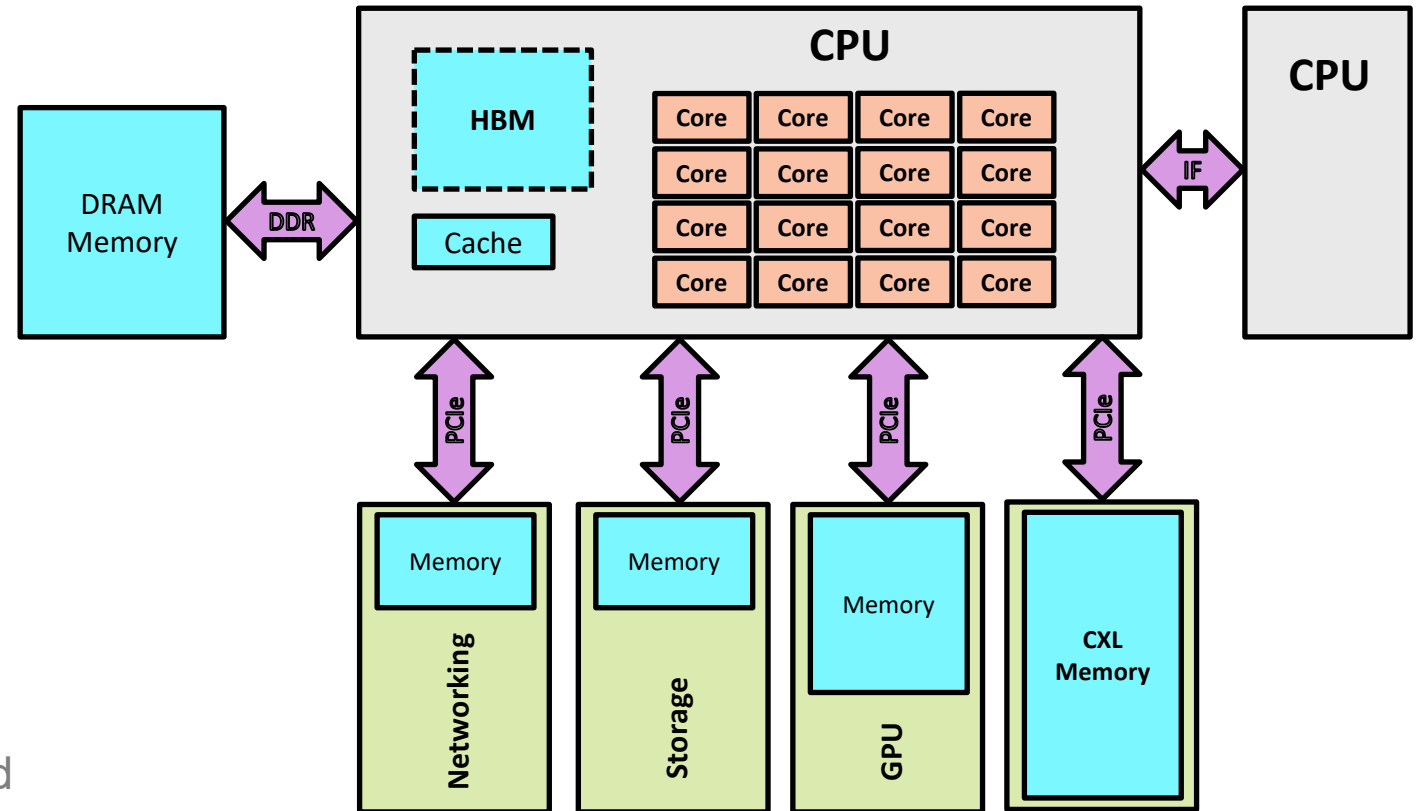 CPU
CPU
HBM
Core Core Core Core
Core Core Core Core
Core Core Core Core
Core Core Core Core
Cache
DRAM
Memory
DDR
IF
PCIe
PCIe
PCIe
PCIe
Memory
Networking
Memory
Storage
Memory
GPU
CXL
Memory
d